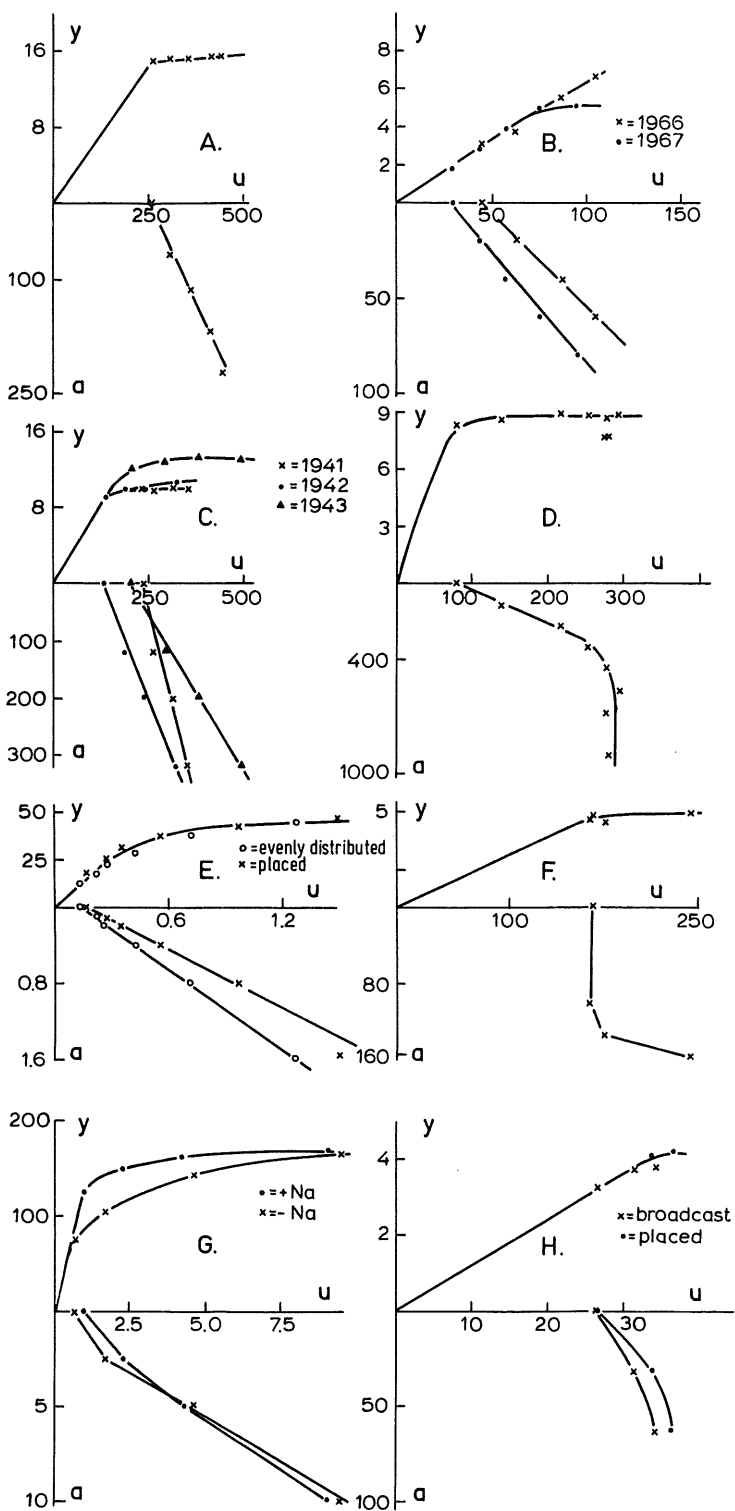 y
16
8
A.
u
250 500
100
250
a
y
8
6
4
2
B.
x = 1966
• = 1967
u
50 100 150
50
100
a
16
y
8
C.
x = 1941
• = 1942
▲ = 1943
u
250 500
100
200
300
a
9
y
6
3
D.
u
100 200 300
400
1000
a
50
y
25
E.
o = evenly distributed
x = placed
u
0.6 1.2
0.8
1.6
a
5
y
F.
u
100 250
80
160
a
200
y
100
G.
• = + Na
x = - Na
u
2.5 5.0 7.5
5
10
a
y
4
2
H.
x = broadcast
• = placed
u
10 20 30
50
100
a